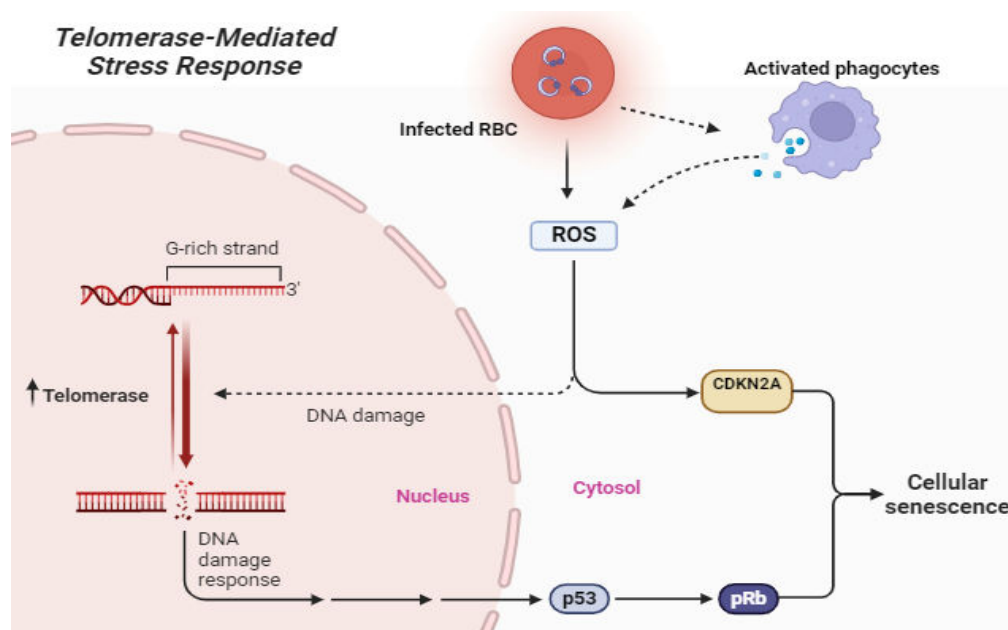 Telomerase-Mediated
Stress Response
Activated phagocytes
Infected RBC
ROS
G-rich strand
3'
CDKN2A
Telomerase
DNA damage
Nucleus
Cytosol
Cellular
senescence
DNA
damage
response
p53
pRb